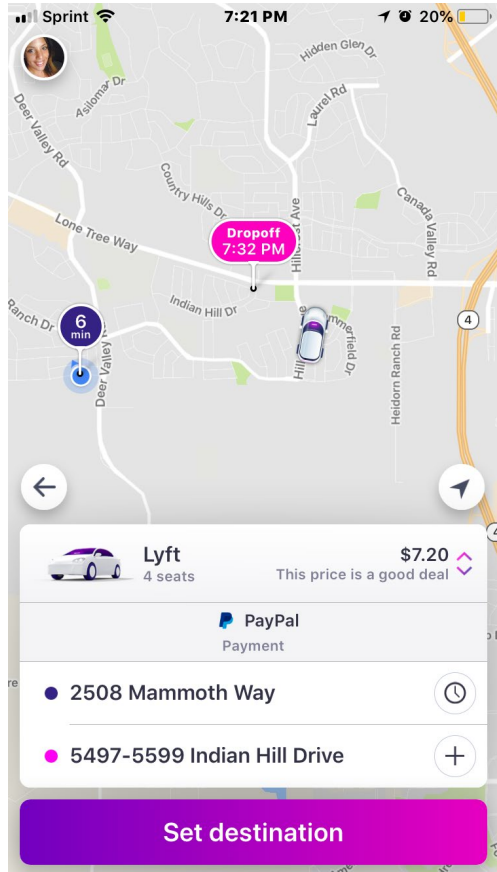 Sprint 7:21 PM 20%
Hidden Glen Dr
Asilomar Dr
Laurel Rd
Deer Valley Rd
Country Hills Dr
Canada Valley Rd
Hillcrest Ave
Lone Tree Way
Dropoff
7:32 PM
Indian Hill Dr
Ranch Dr
6
min
4
Deer Valley
Heidorn Ranch Rd
Lyft
4 seats
$7.20
This price is a good deal
PayPal
Payment
2508 Mammoth Way
5497-5599 Indian Hill Drive
Set destination